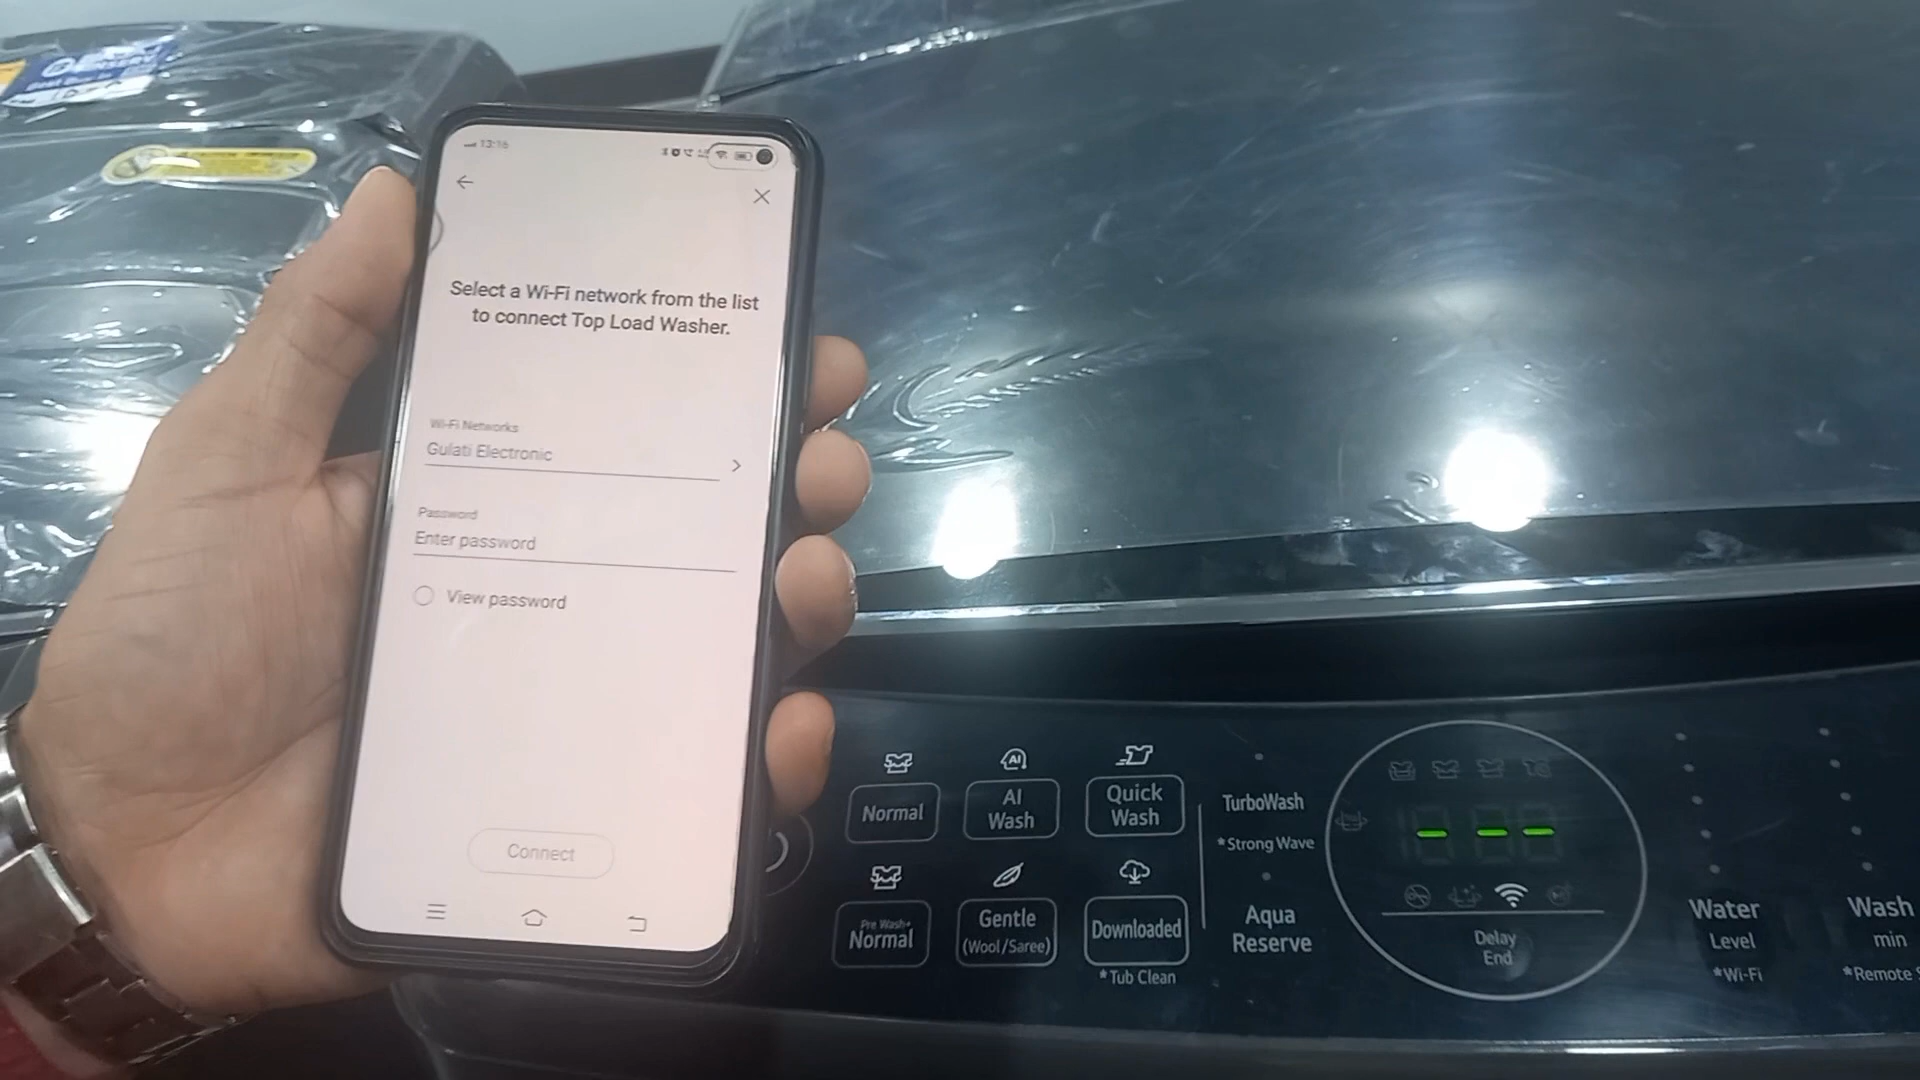 13:16
Select a Wi-Fi network from the list
to connect Top Load Washer.
Wi-Fi Networks
Gulati Electronic
Password
Enter password
View password
Connect
Normal
AI
Wash
Quick
Wash
Pre Wash+
Normal
Gentle
(Wool/Saree)
Downloaded
*Tub Clean
TurboWash
*Strong Wave
Aqua
Reserve
---
Delay
End
Water
Level
*Wi-Fi
Wash
min
*Remote